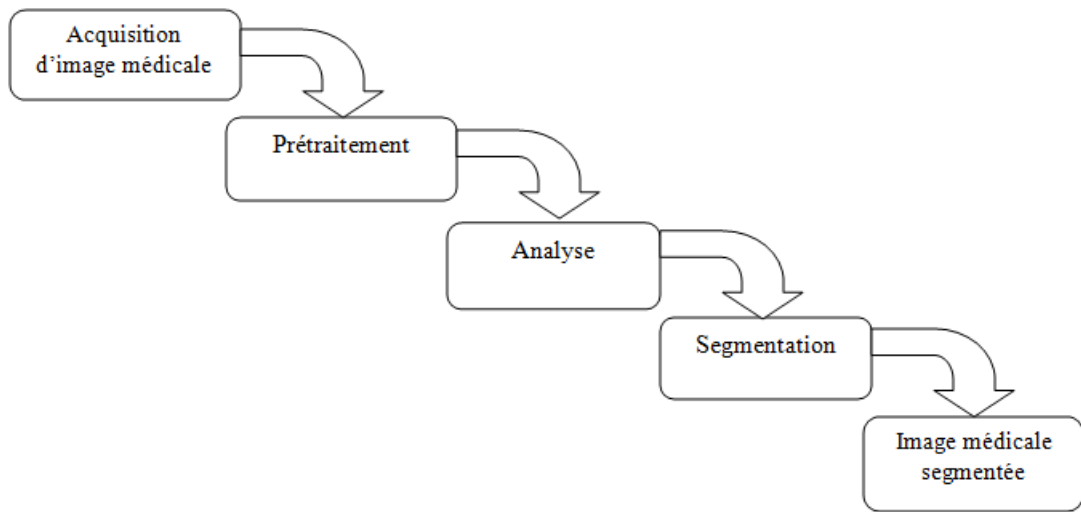 Acquisition
d’image médicale
Prétraitement
Analyse
Segmentation
Image médicale
segmentée